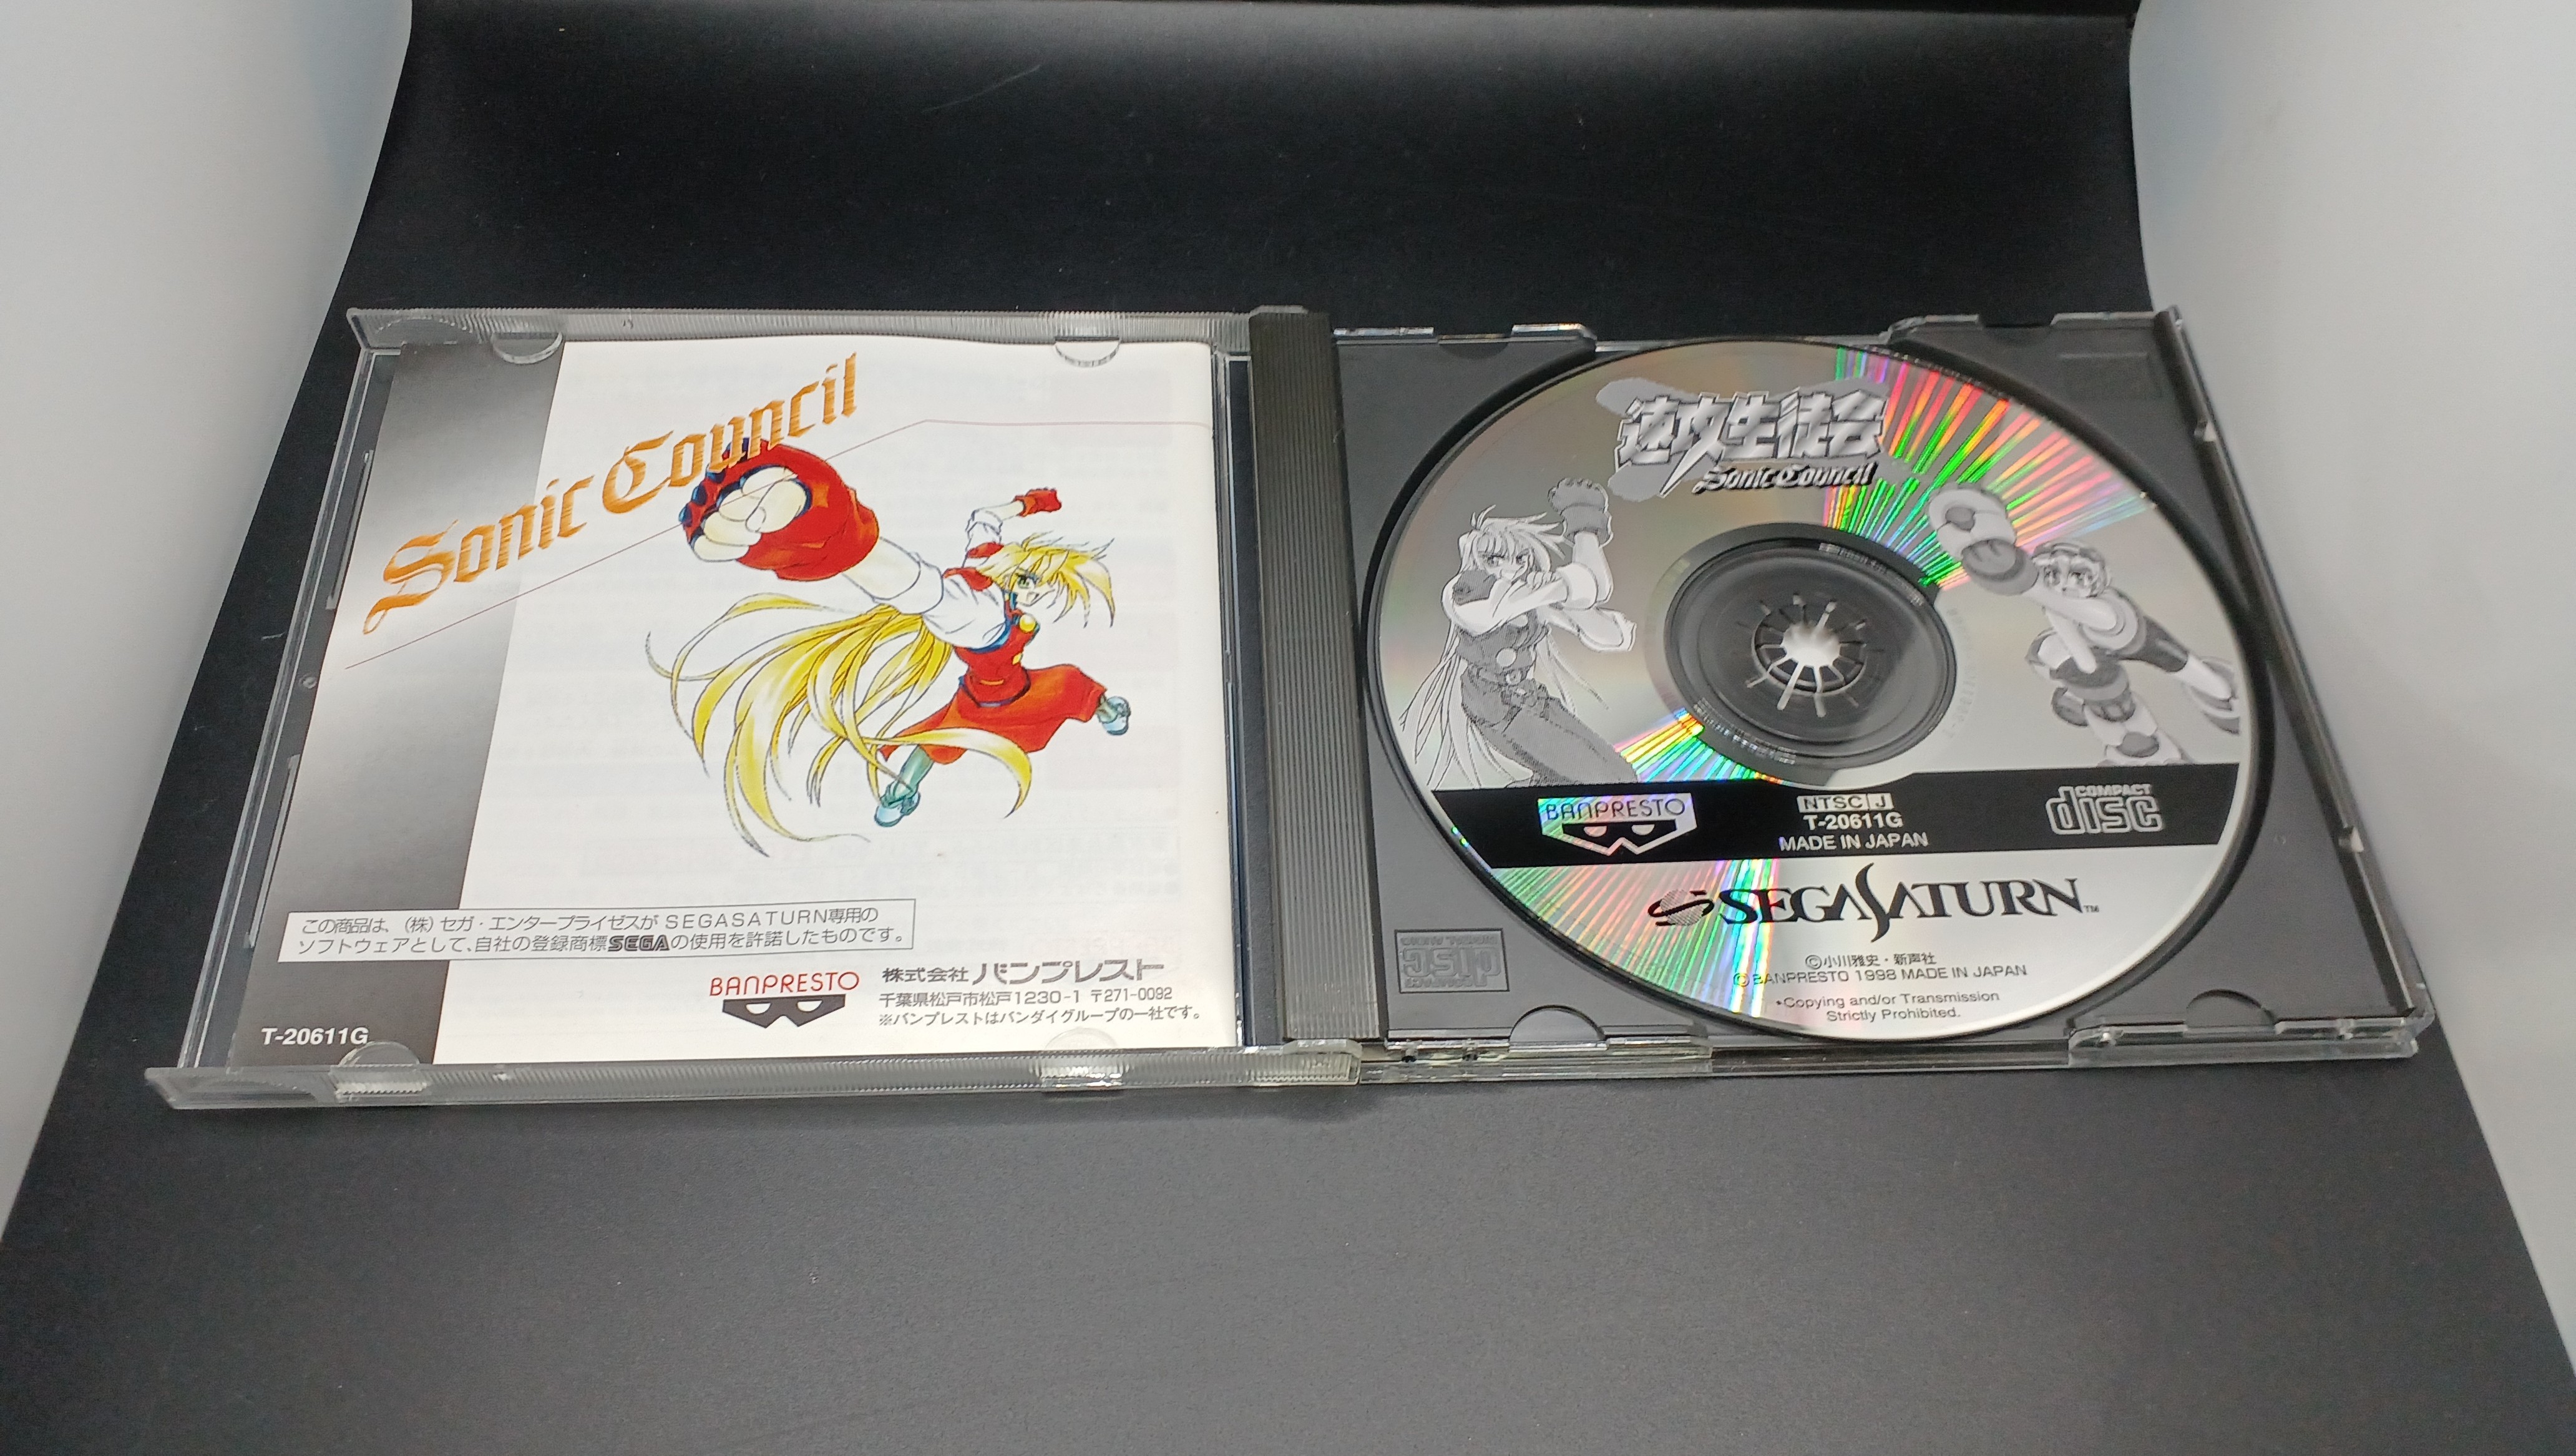 Sonic Council
この商品は、(株)セガ・エンタープライゼスがSEGASATURN専用の
ソフトウェアとして、自社の登録商標SEGAの使用を許諾したものです。
BANPRESTO
株式会社バンプレスト
千葉県松戸市松戸1230-1 〒271-0092
※バンプレストはバンダイグループの一社です。
T-20611G
速攻生徒会
Sonic Council
BANPRESTO
NTSC J
T-20611G
MADE IN JAPAN
COMPACT
disc
SEGASATURN™
©小川雅史・新声社
©BANPRESTO 1998 MADE IN JAPAN
•Copying and/or Transmission
Strictly Prohibited.
COMPACT
disc
DIGITAL AUDIO